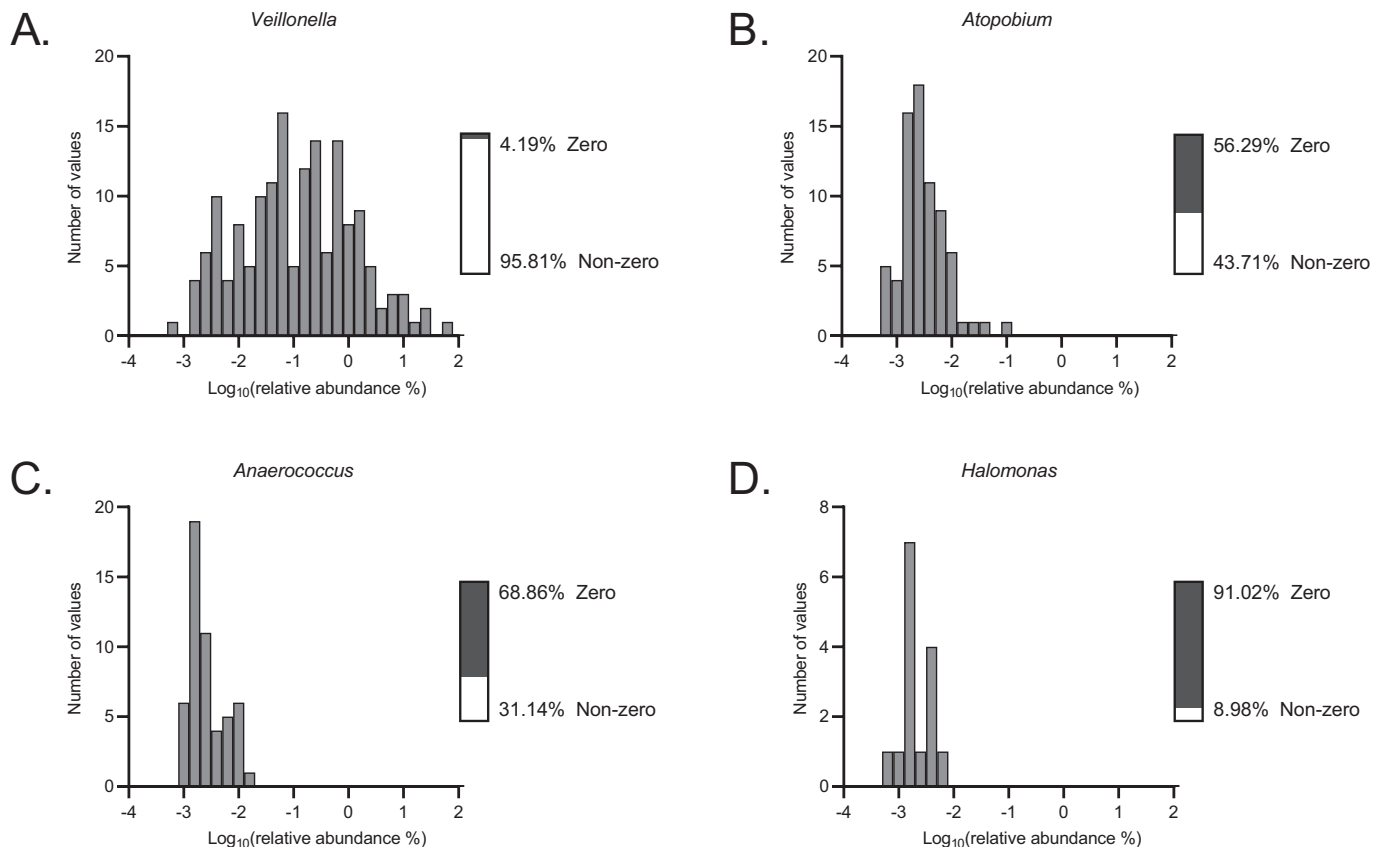 A.
Veillonella
Number of values
20
15
10
5
0
-4 -3 -2 -1 0 1 2
Log10(relative abundance %)
4.19% Zero
95.81% Non-zero
B.
Atopobium
Number of values
20
15
10
5
0
-4 -3 -2 -1 0 1 2
Log10(relative abundance %)
56.29% Zero
43.71% Non-zero
C.
Anaerococcus
Number of values
20
15
10
5
0
-4 -3 -2 -1 0 1 2
Log10(relative abundance %)
68.86% Zero
31.14% Non-zero
D.
Halomonas
Number of values
8
6
4
2
0
-4 -3 -2 -1 0 1 2
Log10(relative abundance %)
91.02% Zero
8.98% Non-zero